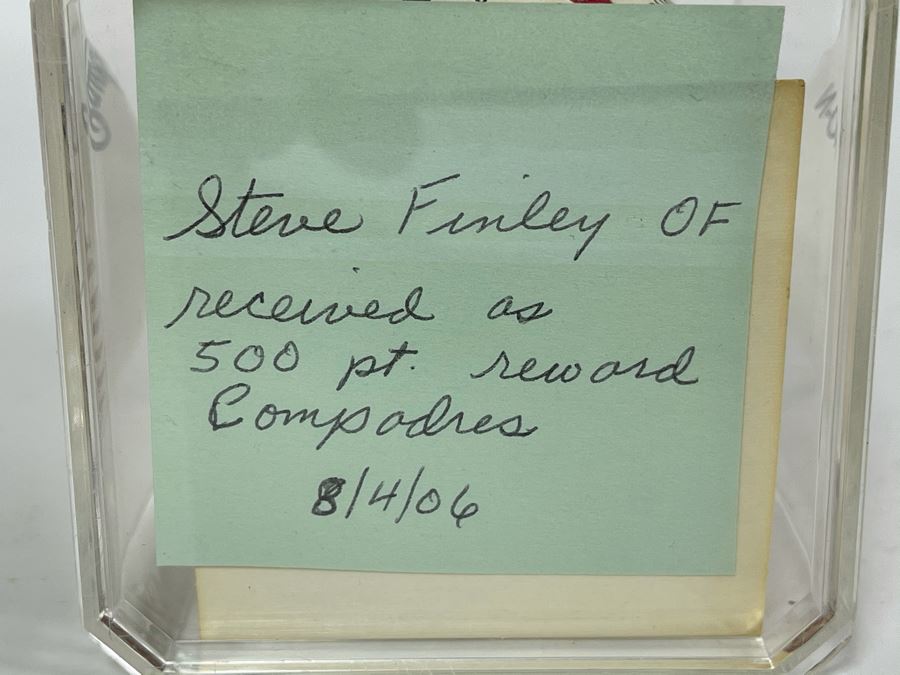 Steve Finley OF
received as
500 pt. reward
Compadres
8/4/06